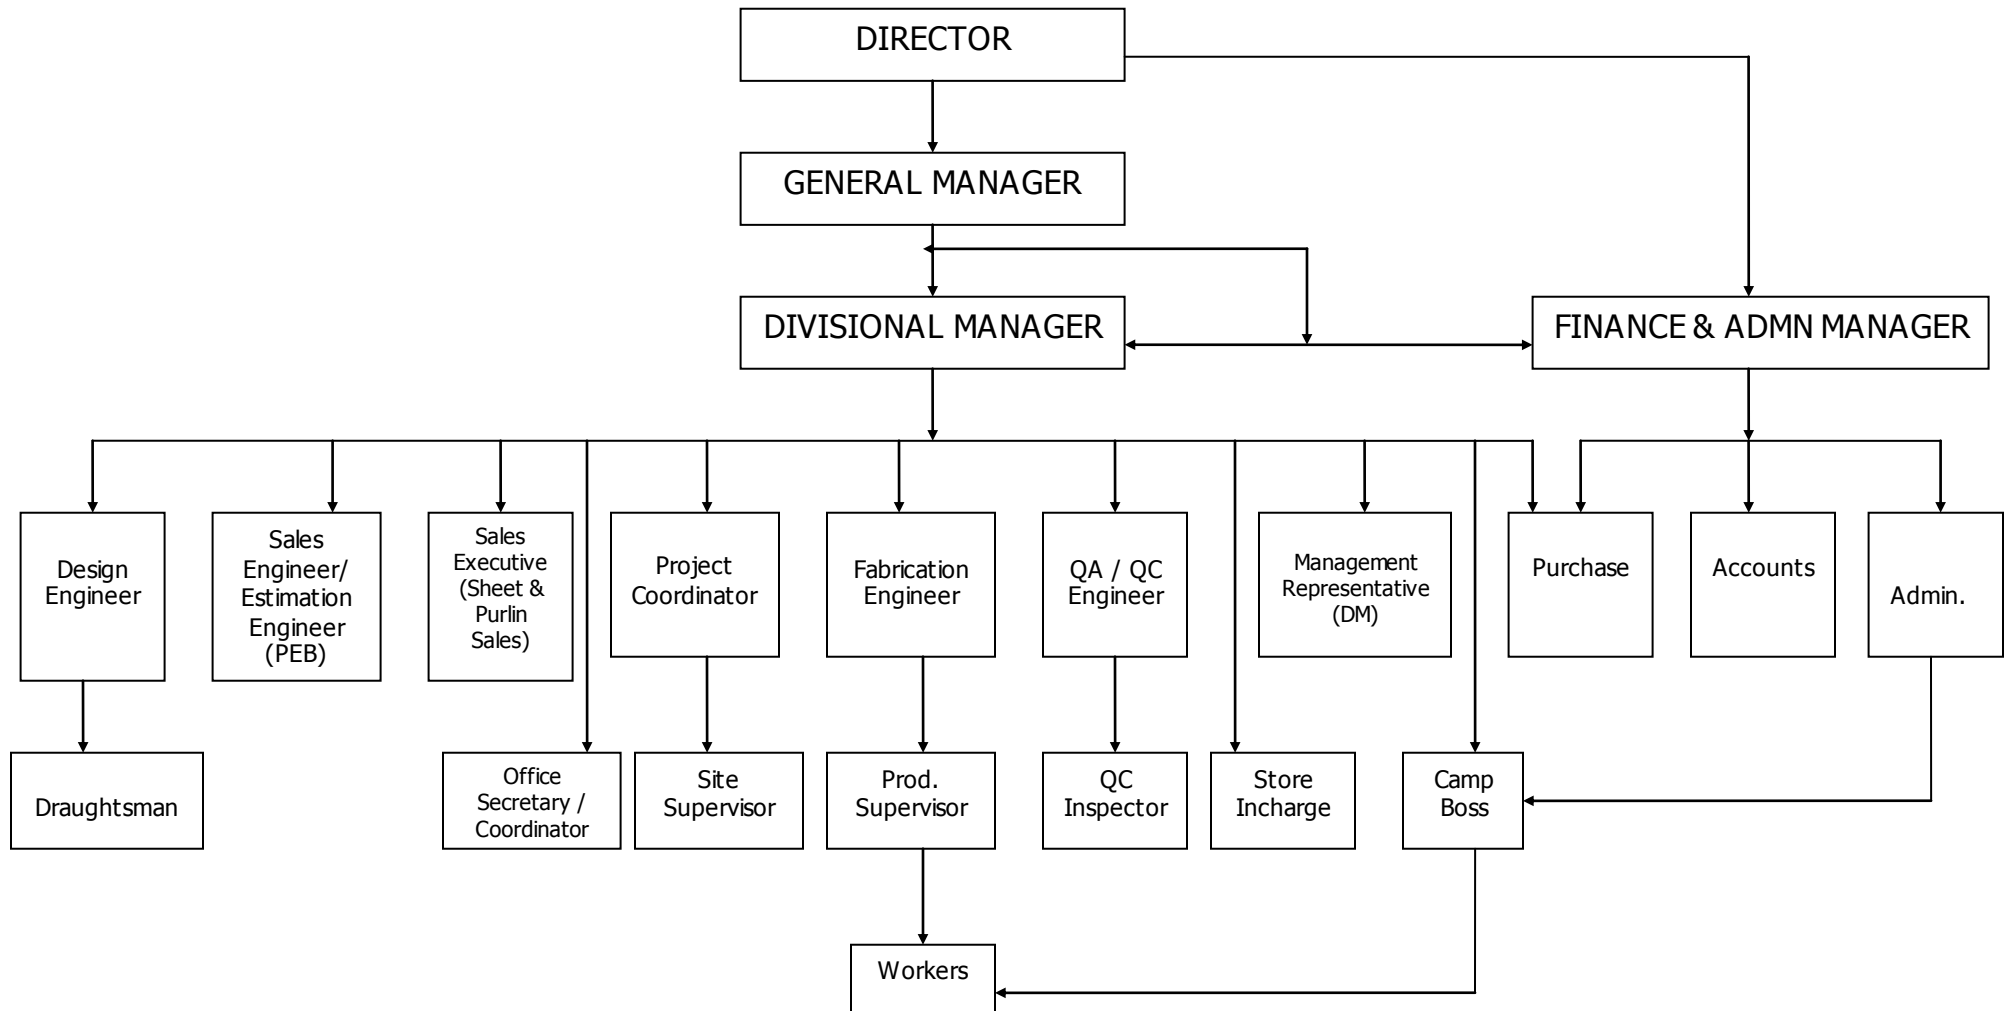 DIRECTOR
GENERAL MANAGER
DIVISIONAL MANAGER
FINANCE & ADMN MANAGER
Design
Engineer
Sales
Engineer/
Estimation
Engineer
(PEB)
Sales
Executive
(Sheet &
Purlin
Sales)
Project
Coordinator
Fabrication
Engineer
QA / QC
Engineer
Management
Representative
(DM)
Purchase
Accounts
Admin.
Draughtsman
Office
Secretary /
Coordinator
Site
Supervisor
Prod.
Supervisor
QC
Inspector
Store
Incharge
Camp
Boss
Workers